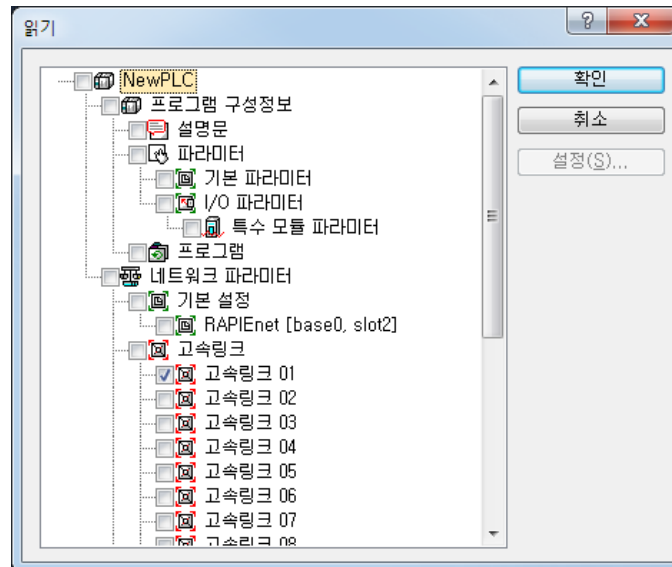 읽기
NewPLC
프로그램 구성정보
설명문
파라미터
기본 파라미터
I/O 파라미터
특수 모듈 파라미터
프로그램
네트워크 파라미터
기본 설정
RAPIEnet [base0, slot2]
고속링크
고속링크 01
고속링크 02
고속링크 03
고속링크 04
고속링크 05
고속링크 06
고속링크 07
고속링크 08
확인
취소
설정(S)...